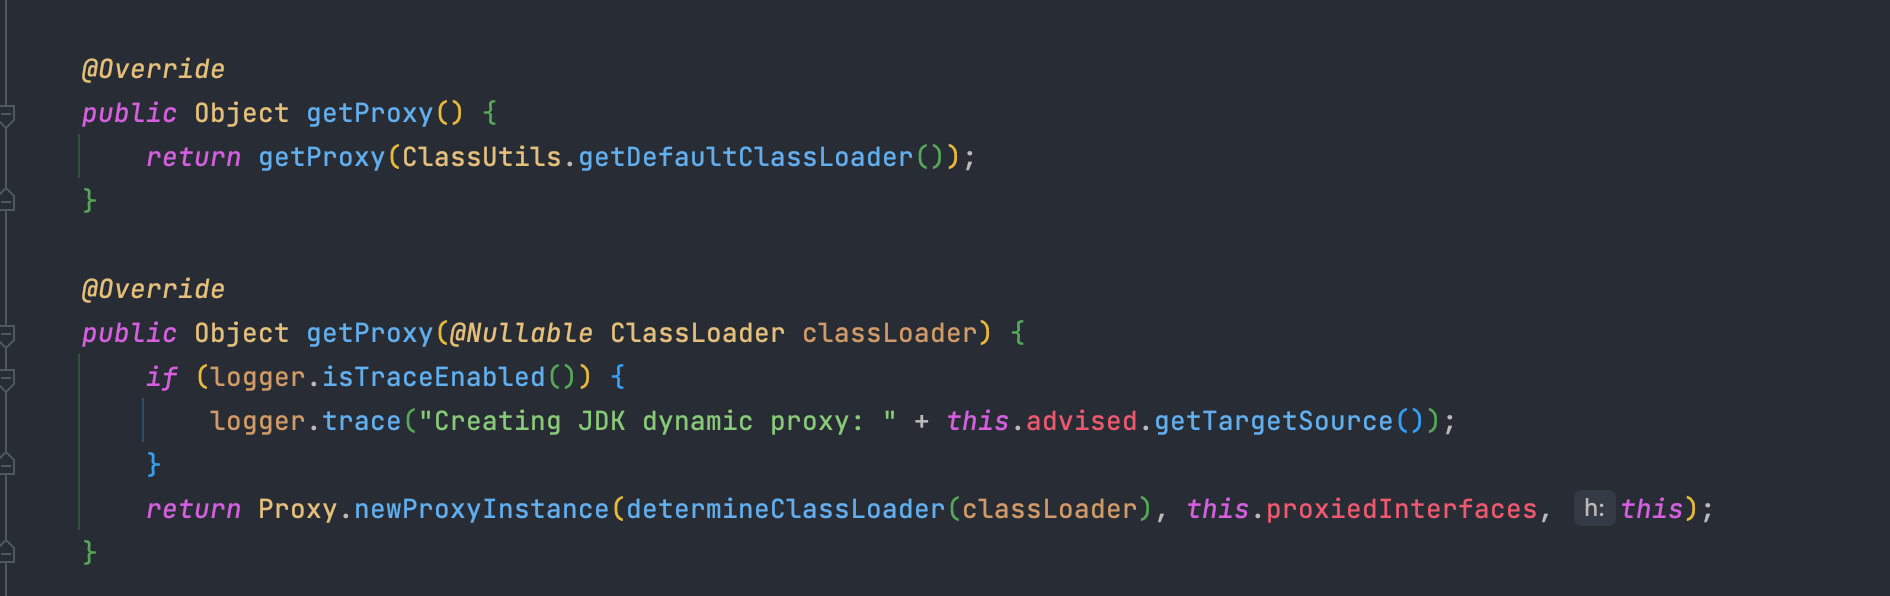 @Override
public Object getProxy() {
return getProxy(ClassUtils.getDefaultClassLoader());
}
@Override
public Object getProxy(@Nullable ClassLoader classLoader) {
if (logger.isTraceEnabled()) {
logger.trace("Creating JDK dynamic proxy: " + this.advised.getTargetSource());
}
return Proxy.newProxyInstance(determineClassLoader(classLoader), this.proxiedInterfaces, h: this);
}